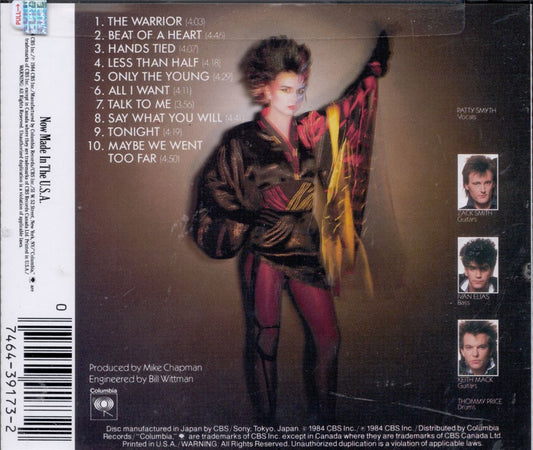 1. THE WARRIOR (4:03)
2. BEAT OF A HEART (4:46)
3. HANDS TIED (4:07)
4. LESS THAN HALF (4:18)
5. ONLY THE YOUNG (4:29)
6. ALL I WANT (4:11)
7. TALK TO ME (3:56)
8. SAY WHAT YOU WILL
9. TONIGHT (4:19)
10. MAYBE WE WENT
TOO FAR (4:50)
PATTY SMYTH
Vocals
ZACK SMITH
Guitars
IVAN ELIAS
Bass
KEITH MACK
Guitars
THOMMY PRICE
Drums
Produced by Mike Chapman
Engineered by Bill Wittman
Columbia
Disc manufactured in Japan by CBS/Sony, Tokyo, Japan. ℗ 1984 CBS Inc./℗ 1984 CBS Inc./Distributed by Columbia
Records/"Columbia," are trademarks of CBS Inc. except in Canada where they are trademarks of CBS Canada Ltd.
Printed in U.S.A./ WARNING: All Rights Reserved. Unauthorized duplication is a violation of applicable laws.
Now Made In The U.S.A.
0
7464-39173-2